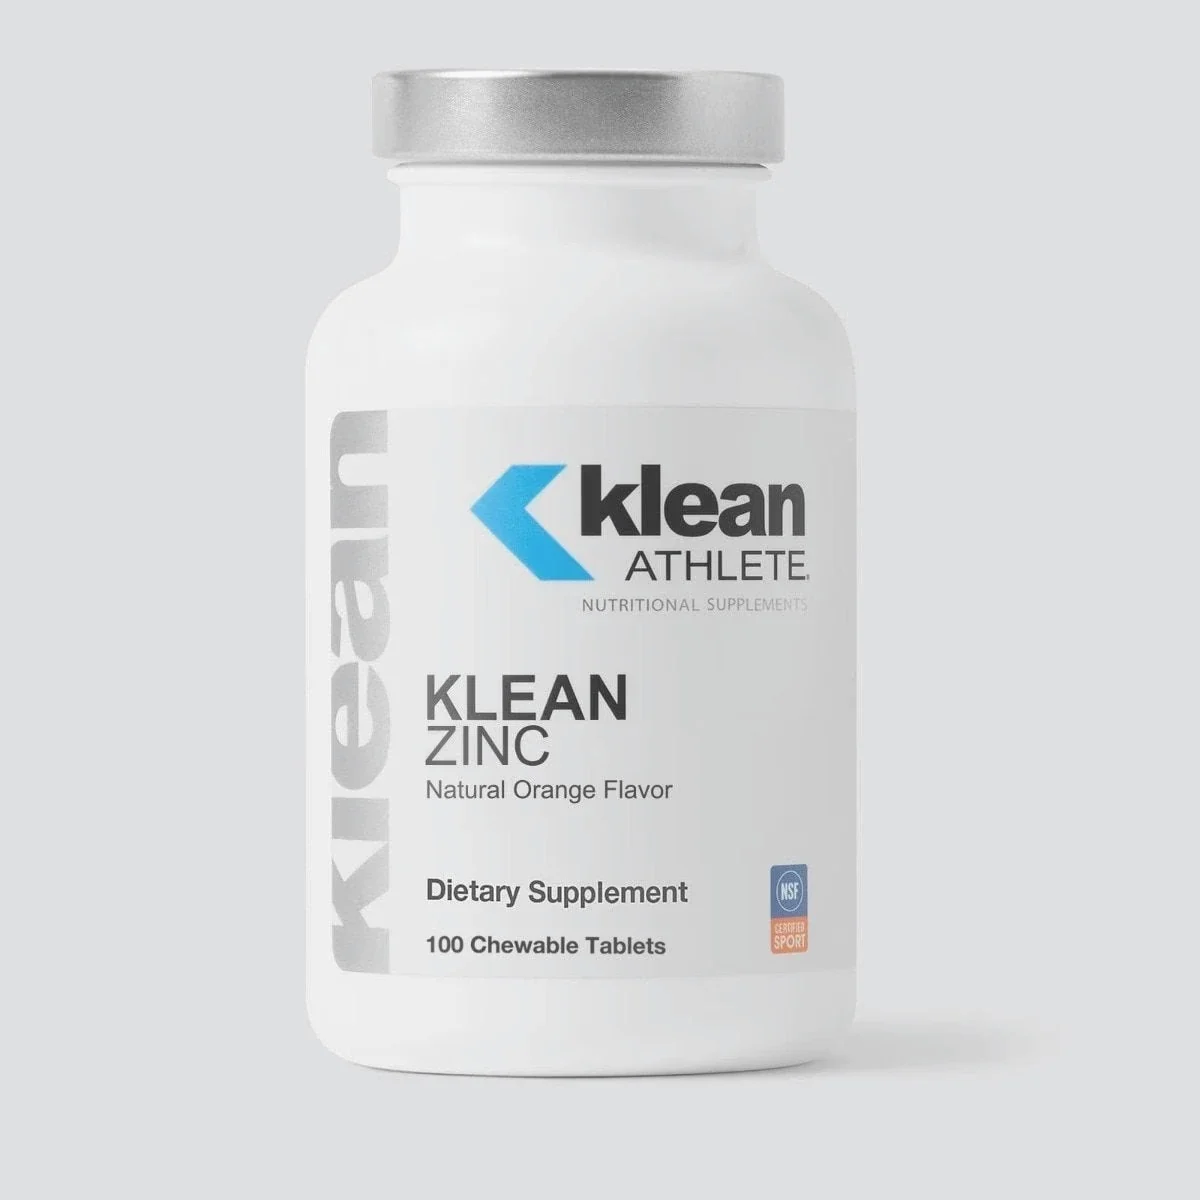 klean
klean
ATHLETE®
NUTRITIONAL SUPPLEMENTS
KLEAN
ZINC
Natural Orange Flavor
Dietary Supplement
100 Chewable Tablets
NSF
CERTIFIED
SPORT